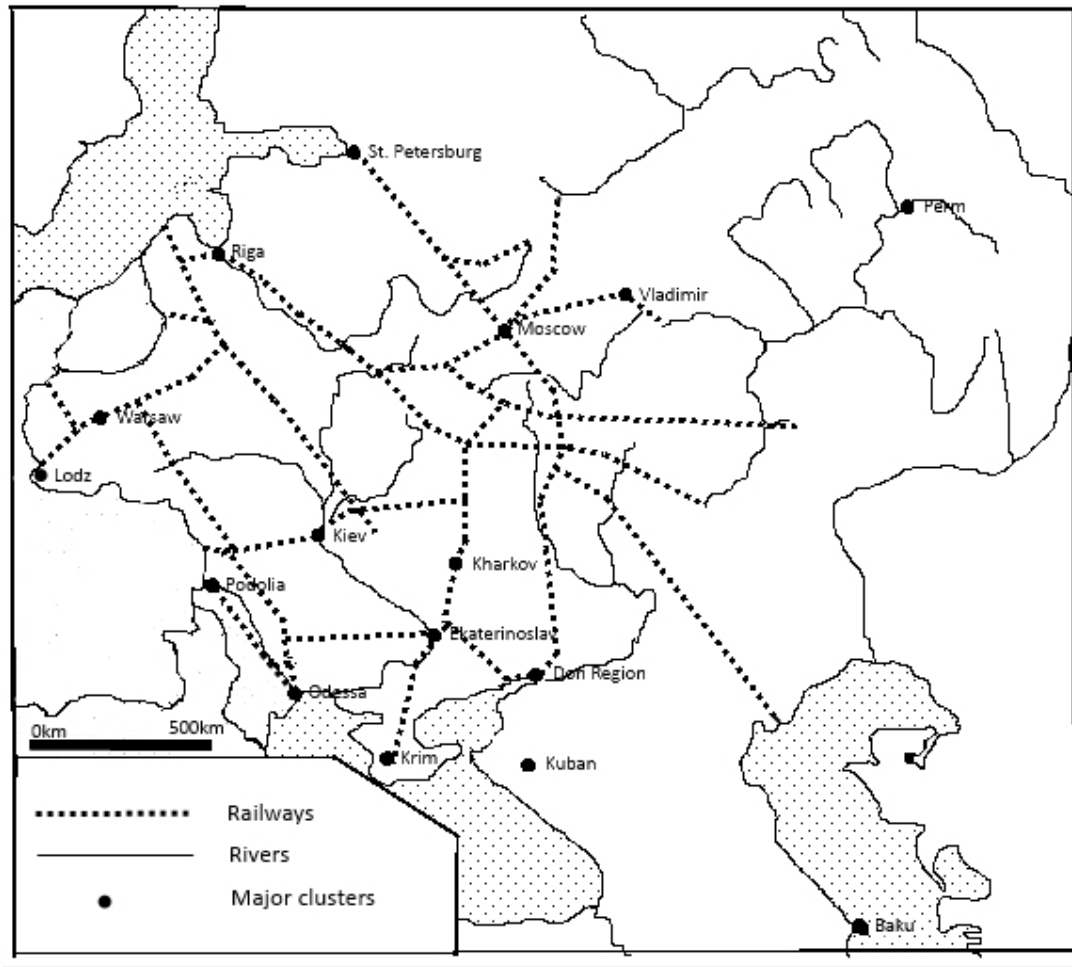 St. Petersburg
Perm
Riga
Vladimir
Moscow
Warsaw
Lodz
Kiev
Kharkov
Podolia
Ekaterinoslav
Don Region
Odessa
0km 500km
Krim
Kuban
Railways
Rivers
Major clusters
Baku